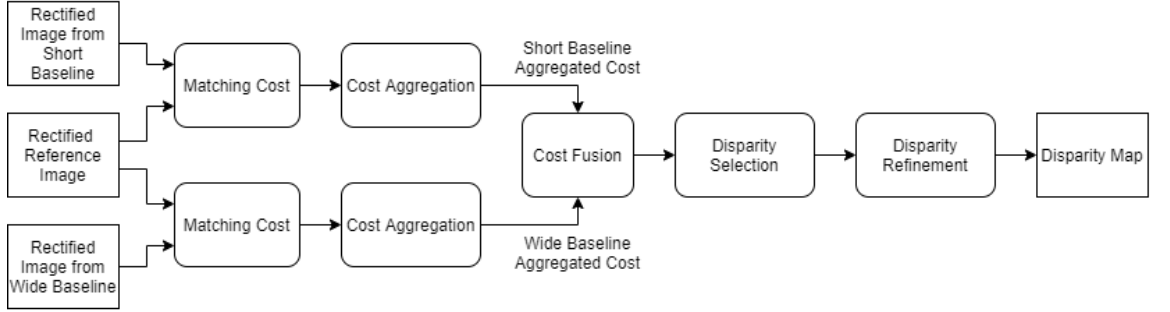 Rectified
Image from
Short
Baseline
Rectified
Reference
Image
Rectified
Image from
Wide Baseline
Matching Cost
Cost Aggregation
Short Baseline
Aggregated Cost
Matching Cost
Cost Aggregation
Wide Baseline
Aggregated Cost
Cost Fusion
Disparity
Selection
Disparity
Refinement
Disparity Map